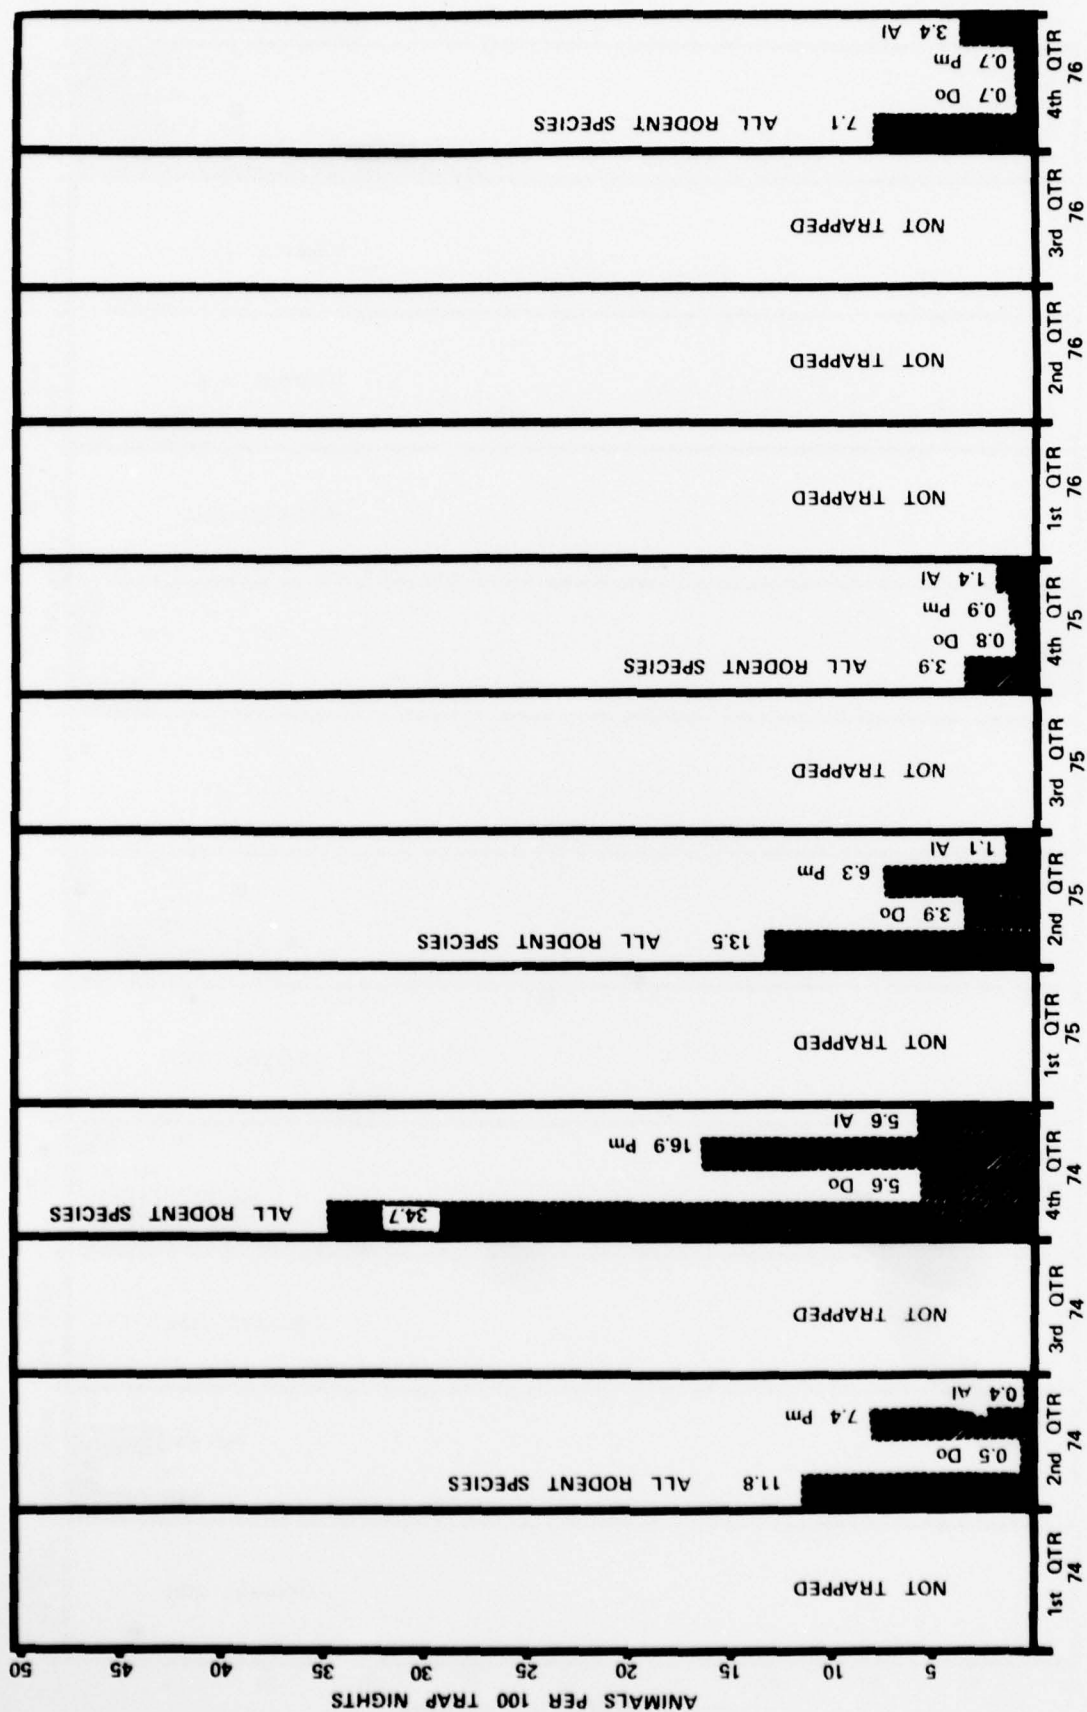 ANIMALS PER 100 TRAP NIGHTS
50
45
40
35
30
25
20
15
10
5
NOT TRAPPED
1st QTR
74
11.8 ALL RODENT SPECIES
0.5 Do
7.4 Pm
0.4 Al
2nd QTR
74
NOT TRAPPED
3rd QTR
74
34.7 ALL RODENT SPECIES
5.6 Do
16.9 Pm
5.6 Al
4th QTR
74
NOT TRAPPED
1st QTR
75
13.5 ALL RODENT SPECIES
3.9 Do
6.3 Pm
1.1 Al
2nd QTR
75
NOT TRAPPED
3rd QTR
75
3.9 ALL RODENT SPECIES
0.8 Do
0.9 Pm
1.4 Al
4th QTR
75
NOT TRAPPED
1st QTR
76
NOT TRAPPED
2nd QTR
76
NOT TRAPPED
3rd QTR
76
7.1 ALL RODENT SPECIES
0.7 Do
0.7 Pm
3.4 Al
4th QTR
76